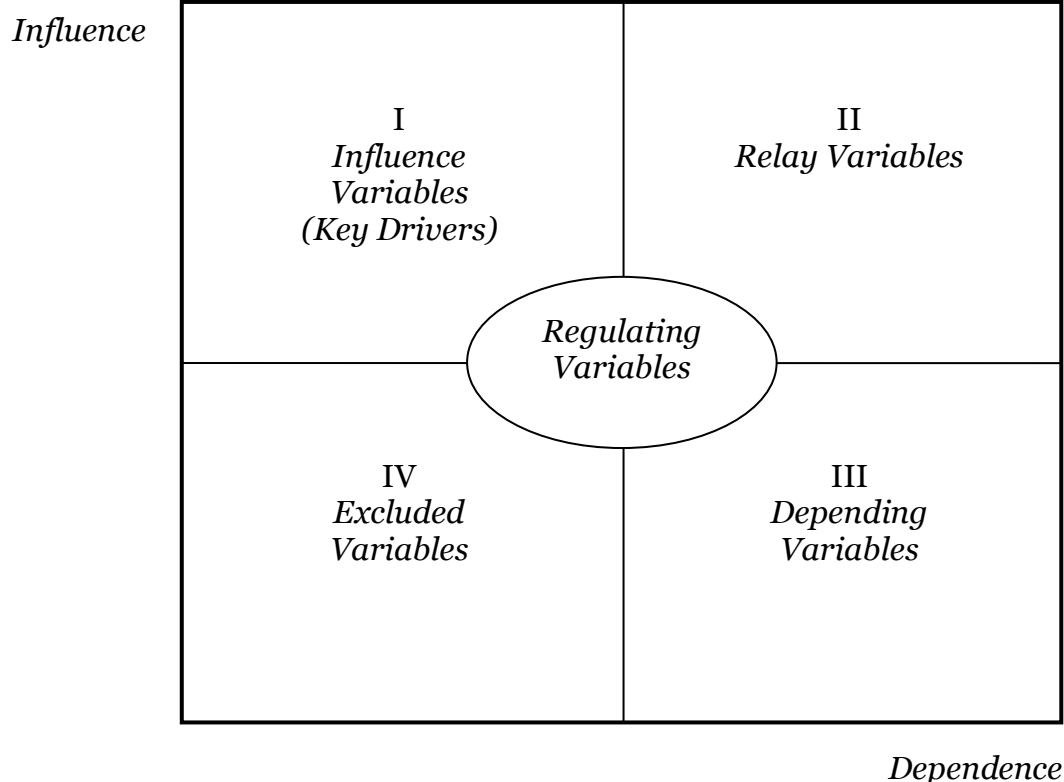 Influence
I
Influence
Variables
(Key Drivers)
II
Relay Variables
Regulating
Variables
IV
Excluded
Variables
III
Depending
Variables
Dependence